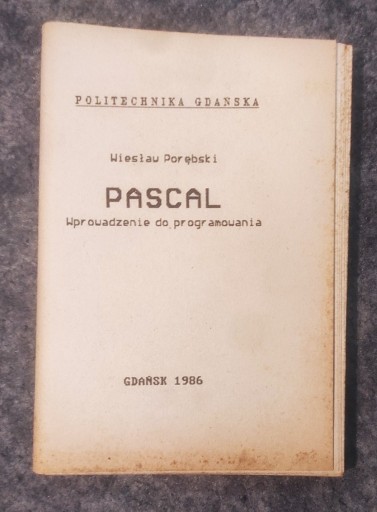 POLITECHNIKA GDAŃSKA
Wiesław Porębski
PASCAL
Wprowadzenie do programowania
GDAŃSK 1986